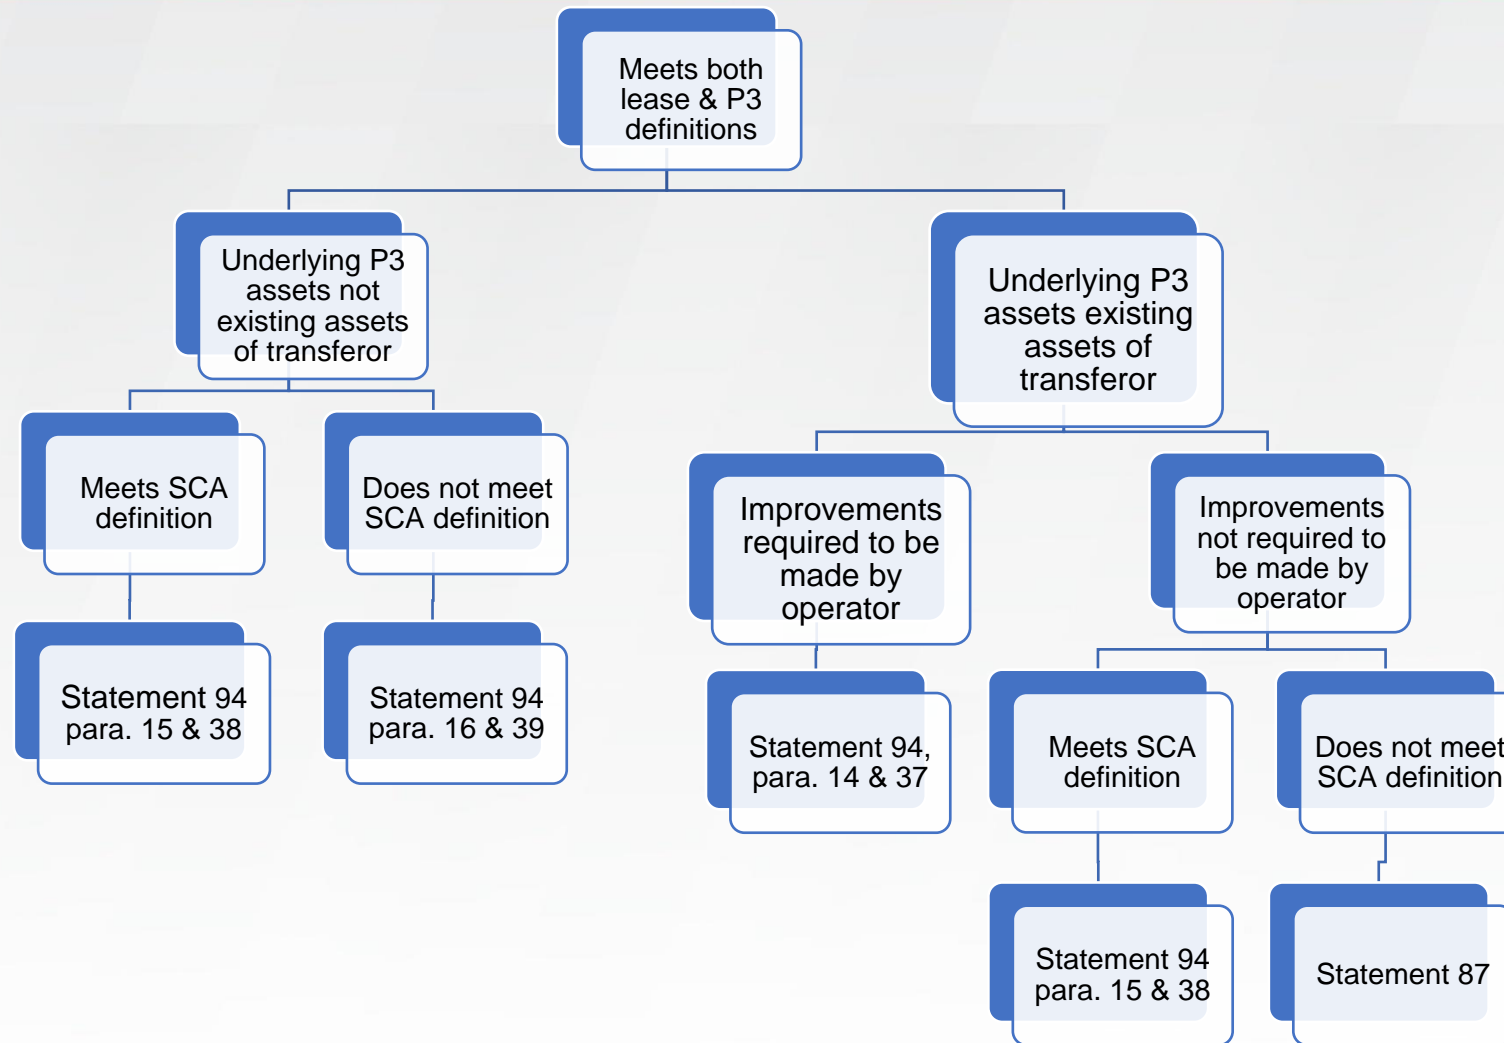 Meets both
lease & P3
definitions
Underlying P3
assets not
existing assets
of transferor
Underlying P3
assets existing
assets of
transferor
Meets SCA
definition
Does not meet
SCA definition
Improvements
required to be
made by
operator
Improvements
not required to
be made by
operator
Statement 94
para. 15 & 38
Statement 94
para. 16 & 39
Statement 94,
para. 14 & 37
Meets SCA
definition
Does not meet
SCA definition
Statement 94
para. 15 & 38
Statement 87